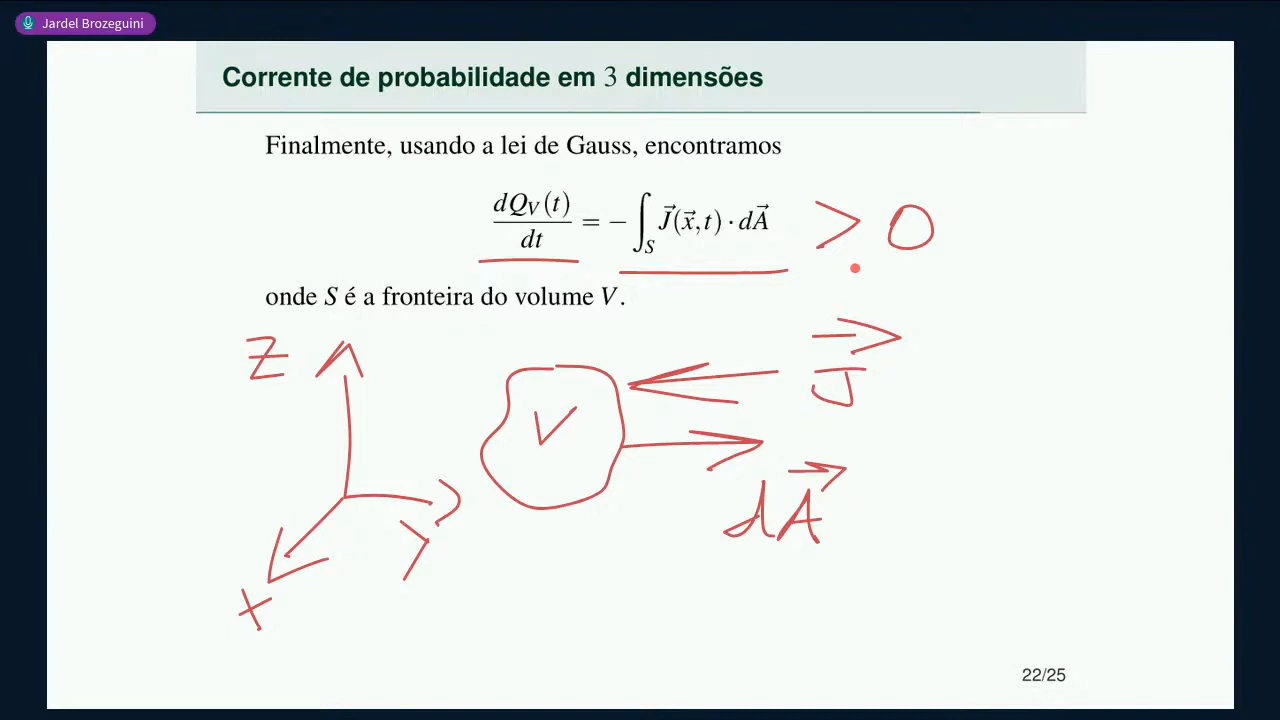 Jardel Brozeguini
Corrente de probabilidade em 3 dimensões
Finalmente, usando a lei de Gauss, encontramos
dQ_V(t)/dt = − ∫_S J⃗(x⃗,t) · dA⃗ > 0
onde S é a fronteira do volume V.
Z
J⃗
V
dA⃗
y
x
22/25